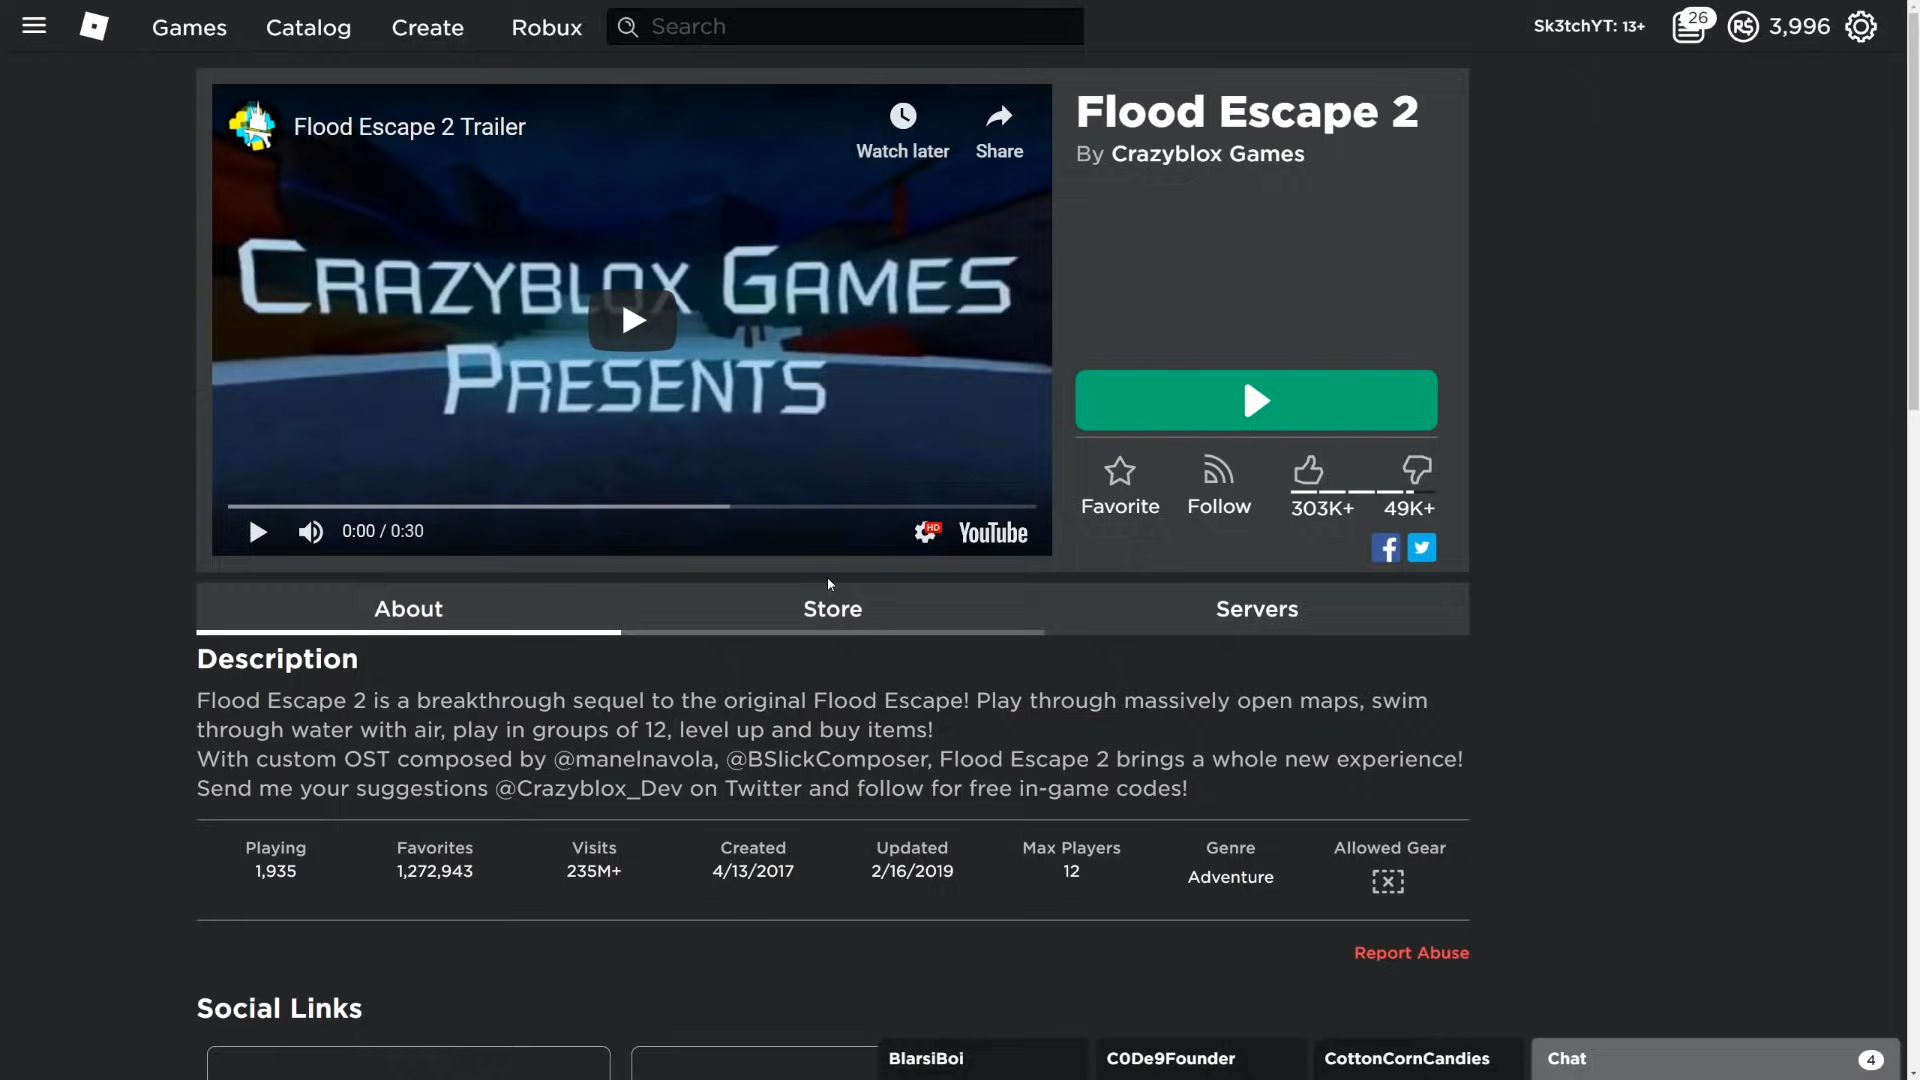 Games Catalog Create Robux Search Sk3tchYT: 13+ 26 R$ 3,996
Flood Escape 2 Trailer
Watch later Share
CRAZYBLOX GAMES
PRESENTS
0:00 / 0:30 HD YouTube
Flood Escape 2
By Crazyblox Games
Favorite Follow 303K+ 49K+
About Store Servers
Description
Flood Escape 2 is a breakthrough sequel to the original Flood Escape! Play through massively open maps, swim
through water with air, play in groups of 12, level up and buy items!
With custom OST composed by @manelnavola, @BSlickComposer, Flood Escape 2 brings a whole new experience!
Send me your suggestions @Crazyblox_Dev on Twitter and follow for free in-game codes!
Playing Favorites Visits Created Updated Max Players Genre Allowed Gear
1,935 1,272,943 235M+ 4/13/2017 2/16/2019 12 Adventure
Report Abuse
Social Links
BlarsiBoi C0De9Founder CottonCornCandies Chat 4